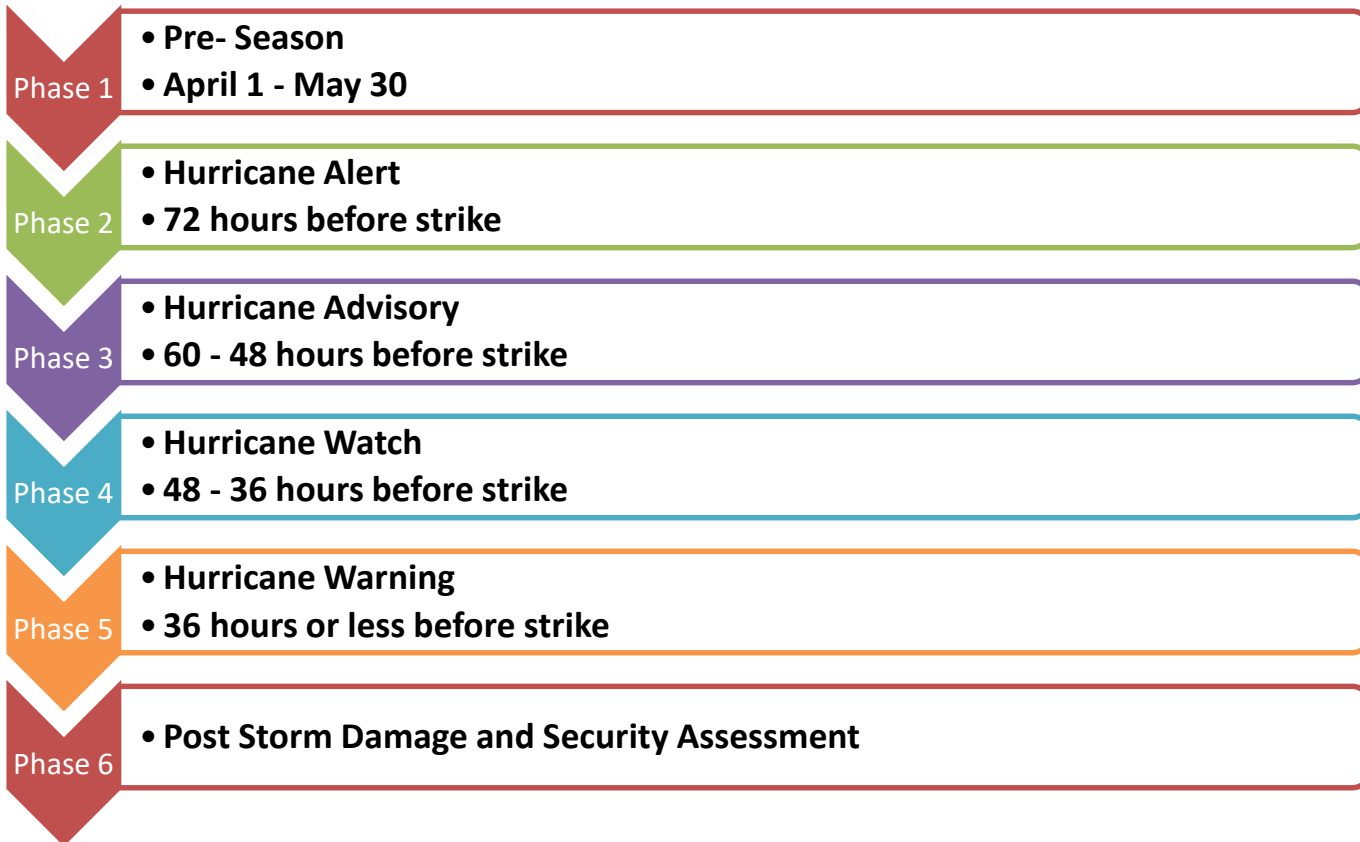 Phase 1
• Pre- Season
• April 1 - May 30
Phase 2
• Hurricane Alert
• 72 hours before strike
Phase 3
• Hurricane Advisory
• 60 - 48 hours before strike
Phase 4
• Hurricane Watch
• 48 - 36 hours before strike
Phase 5
• Hurricane Warning
• 36 hours or less before strike
Phase 6
• Post Storm Damage and Security Assessment